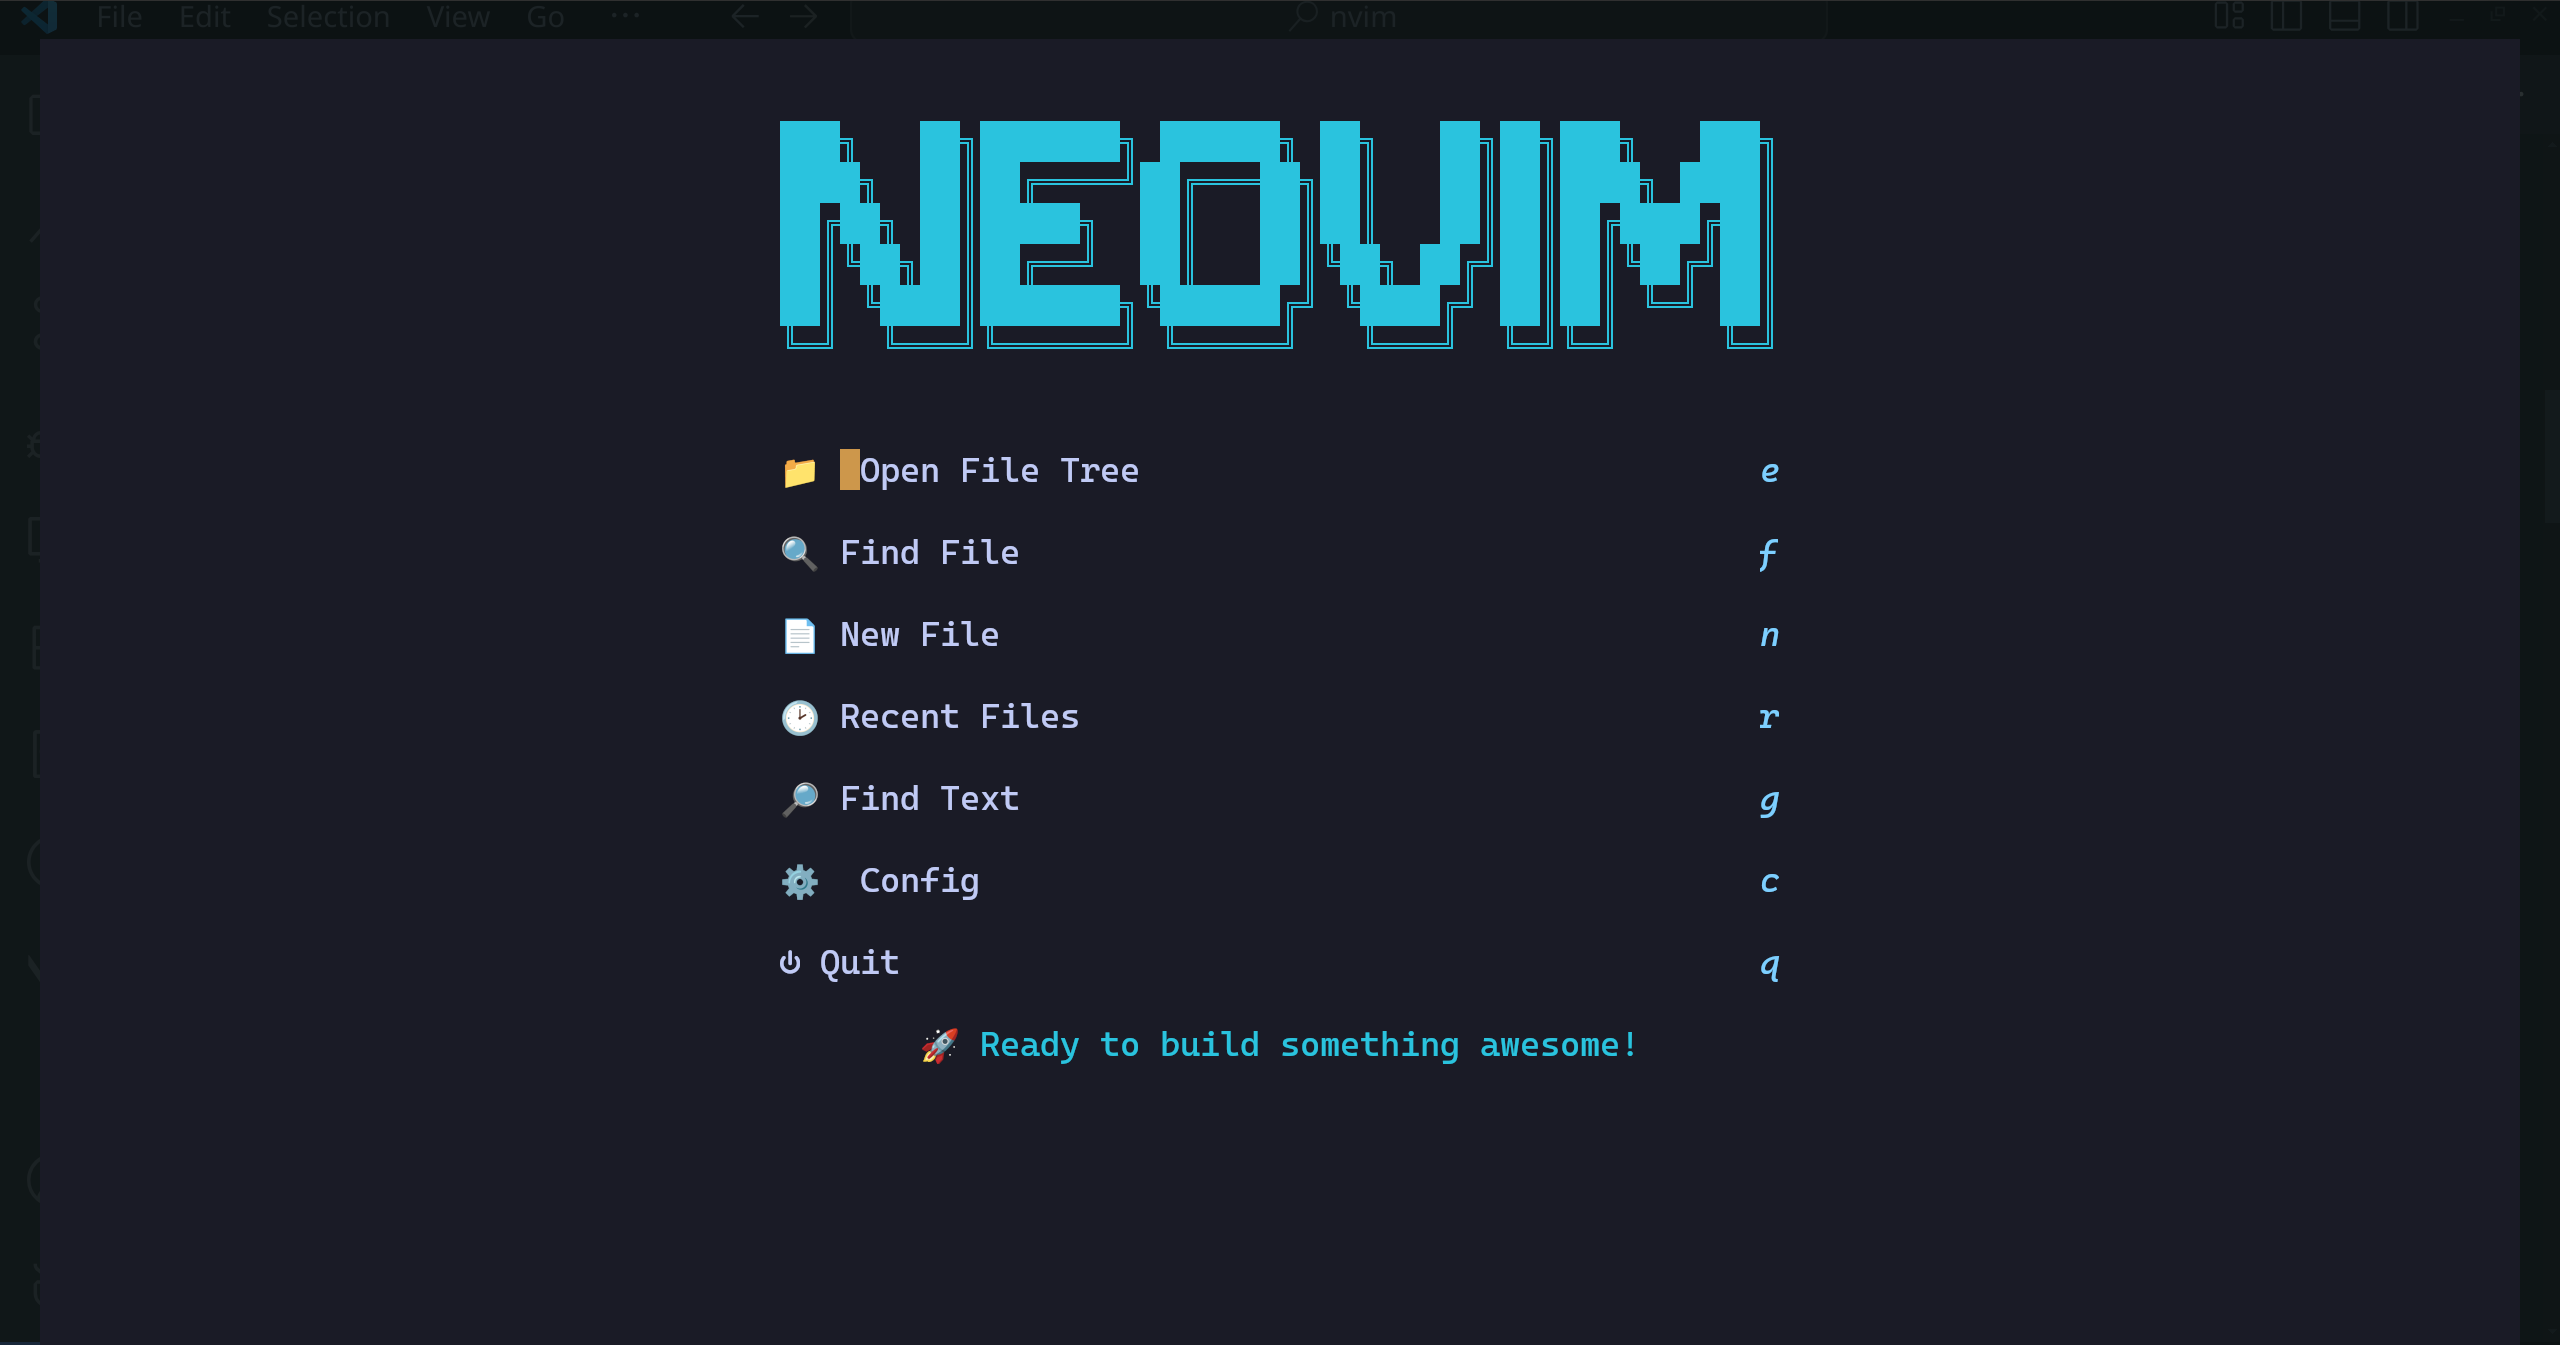 File Edit Selection View Go ... nvim
NEOVIM
Open File Tree e
Find File f
New File n
Recent Files r
Find Text g
Config c
Quit q
Ready to build something awesome!